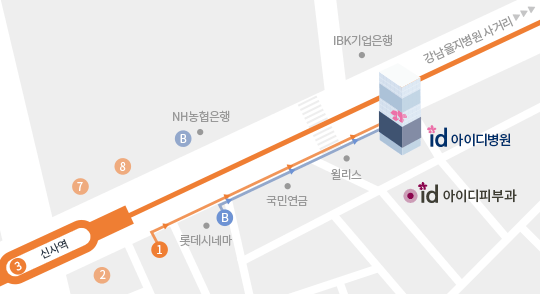 IBK기업은행
강남을지병원 사거리
NH농협은행
B
id 아이디병원
윌리스
8
7
국민연금
id 아이디피부과
B
롯데시네마
1
신사역
3
2